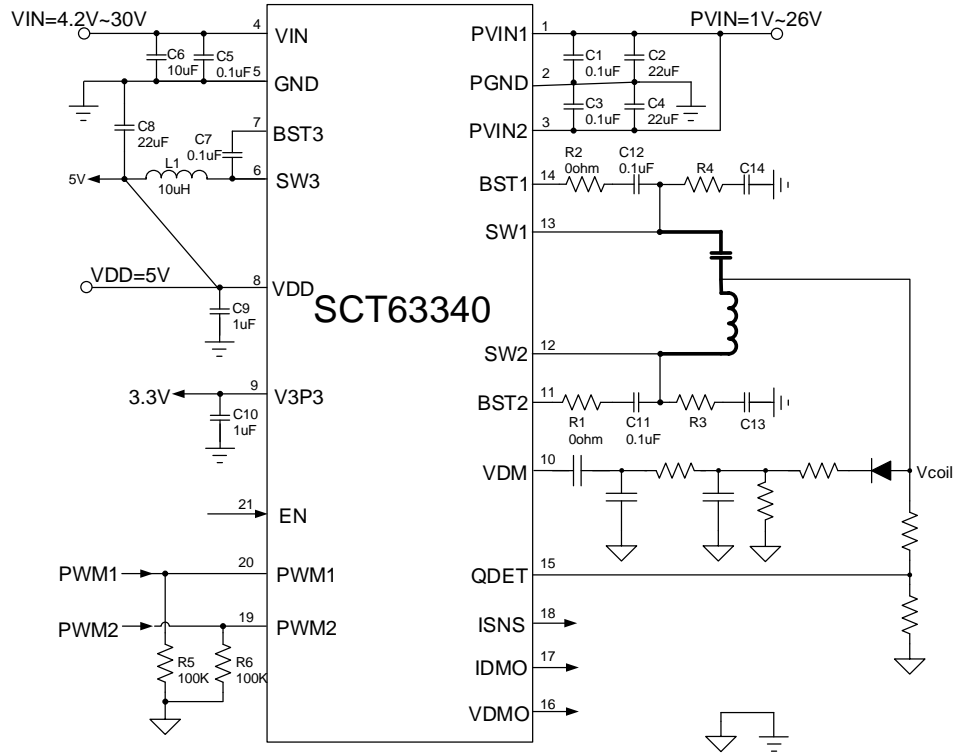 VIN=4.2V~30V
4
VIN
C6
10uF
C5
0.1uF
5
GND
C8
22uF
7
BST3
C7
0.1uF
L1
10uH
5V
6
SW3
VDD=5V
8
VDD
C9
1uF
SCT63340
3.3V
9
V3P3
C10
1uF
21
EN
PWM1
20
PWM1
PWM2
19
PWM2
R5
100K
R6
100K
PVIN1
1
PVIN=1V~26V
C1
0.1uF
C2
22uF
PGND
2
C3
0.1uF
C4
22uF
PVIN2
3
BST1
14
R2
0ohm
C12
0.1uF
R4
C14
SW1
13
SW2
12
BST2
11
R1
0ohm
C11
0.1uF
R3
C13
VDM
10
Vcoil
QDET
15
ISNS
18
IDMO
17
VDMO
16